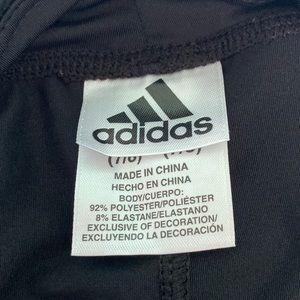 adidas
MADE IN CHINA
HECHO EN CHINA
BODY/CUERPO:
92% POLYESTER/POLIÉSTER
8% ELASTANE/ELASTANO
EXCLUSIVE OF DECORATION/
EXCLUYENDO LA DECORACIÓN